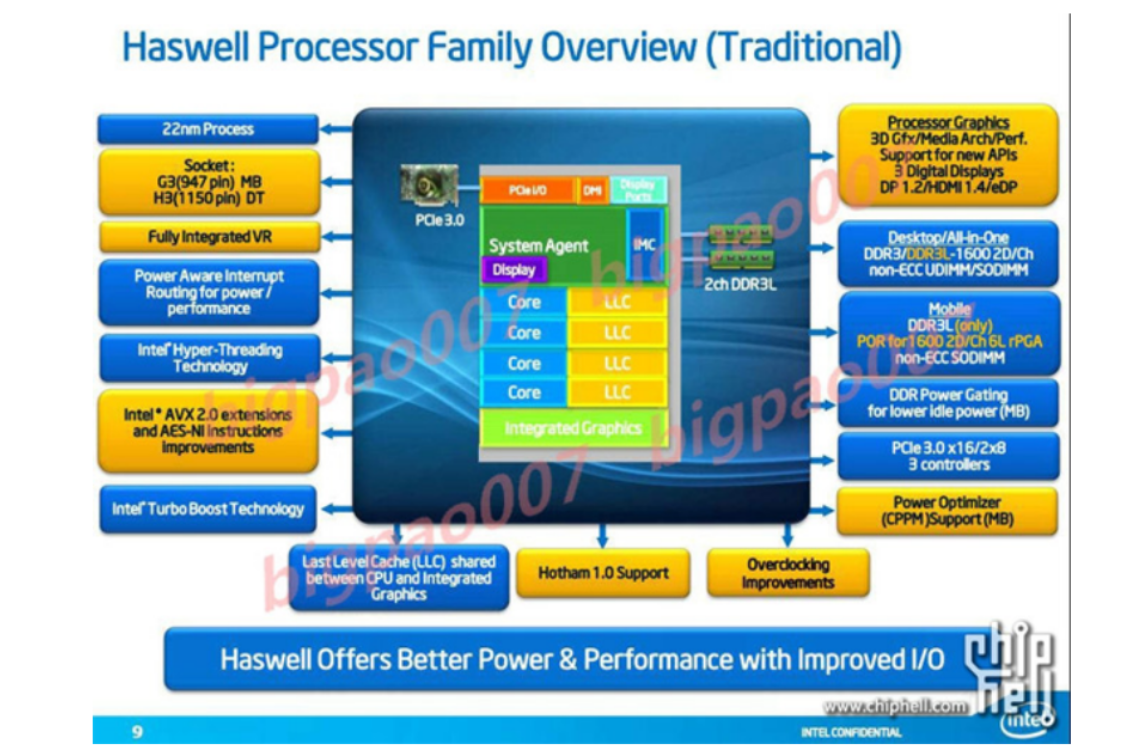 Haswell Processor Family Overview (Traditional)
22nm Process
Socket:
G3(947 pin) MB
H3(1150 pin) DT
Fully Integrated VR
Power Aware Interrupt
Routing for power /
performance
Intel® Hyper-Threading
Technology
Intel® AVX 2.0 extensions
and AES-NI Instructions
Improvements
Intel® Turbo Boost Technology
PCIe 3.0
PCIe I/O
DMI
Display
Ports
System Agent
IMC
Display
2ch DDR3L
Core
LLC
Core
LLC
Core
LLC
Core
LLC
Integrated Graphics
Processor Graphics
3D Gfx/Media Arch/Perf.
Support for new APIs
3 Digital Displays
DP 1.2/HDMI 1.4/eDP
Desktop/All-in-One
DDR3/DDR3L-1600 2D/Ch
non-ECC UDIMM/SODIMM
Mobile
DDR3L (only)
POR for 1600 2D/Ch 6L rPGA
non-ECC SODIMM
DDR Power Gating
for lower idle power (MB)
PCIe 3.0 x16/2x8
3 controllers
Power Optimizer
(CPPM )Support (MB)
Last Level Cache (LLC) shared
between CPU and Integrated
Graphics
Hotham 1.0 Support
Overclocking
Improvements
bigpao007
bigpao007
bigpao007
bigpao007
Haswell Offers Better Power & Performance with Improved I/O
chip
hell
www.chiphell.com
9
INTEL CONFIDENTIAL
intel